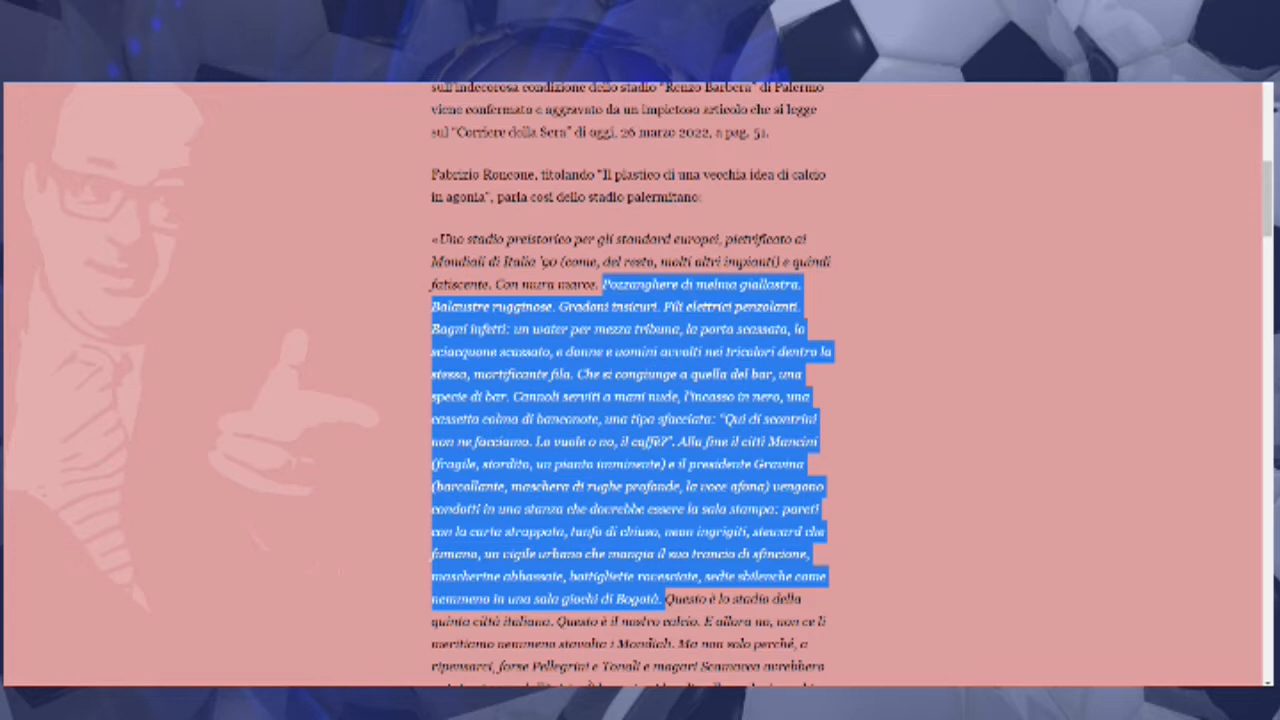 sull'indecorosa condizione dello stadio "Renzo Barbera" di Palermo
viene confermato e aggravato da un impietoso articolo che si legge
sul "Corriere della Sera" di oggi, 26 marzo 2022, a pag. 51.
Fabrizio Roncone, titolando "Il plastico di una vecchia idea di calcio
in agonia", parla così dello stadio palermitano:
«Uno stadio preistorico per gli standard europei, pietrificato ai
Mondiali di Italia '90 (come, del resto, molti altri impianti) e quindi
fatiscente. Con mura marce. Pozzanghere di melma giallastra.
Balaustre rugginose. Gradoni insicuri. Fili elettrici penzolanti.
Bagni infetti: un water per mezza tribuna, la porta scassata, lo
sciacquone scassato, e donne e uomini avvolti nei tricolori dentro la
stessa, mortificante fila. Che si congiunge a quella del bar, una
specie di bar. Cannoli serviti a mani nude, l'incasso in nero, una
cassetta colma di banconote, una tipa sfacciata: "Qui di scontrini
non ne facciamo. Lo vuole o no, il caffè?". Alla fine il citti Mancini
(fragile, stordito, un pianto imminente) e il presidente Gravina
(barcollante, maschera di rughe profonde, la voce afona) vengono
condotti in una stanza che dovrebbe essere la sala stampa: pareti
con la carta strappata, tanfo di chiuso, neon ingrigiti, steward che
fumano, un vigile urbano che mangia il suo trancio di sfincione,
mascherine abbassate, bottigliette rovesciate, sedie sbilenche come
nemmeno in una sala giochi di Bogotà. Questo è lo stadio della
quinta città italiana. Questo è il nostro calcio. E allora no, non ce li
meritiamo nemmeno stavolta i Mondiali. Ma non solo perché, a
ripensarci, forse Pellegrini e Tonali e magari Scamacca avrebbero